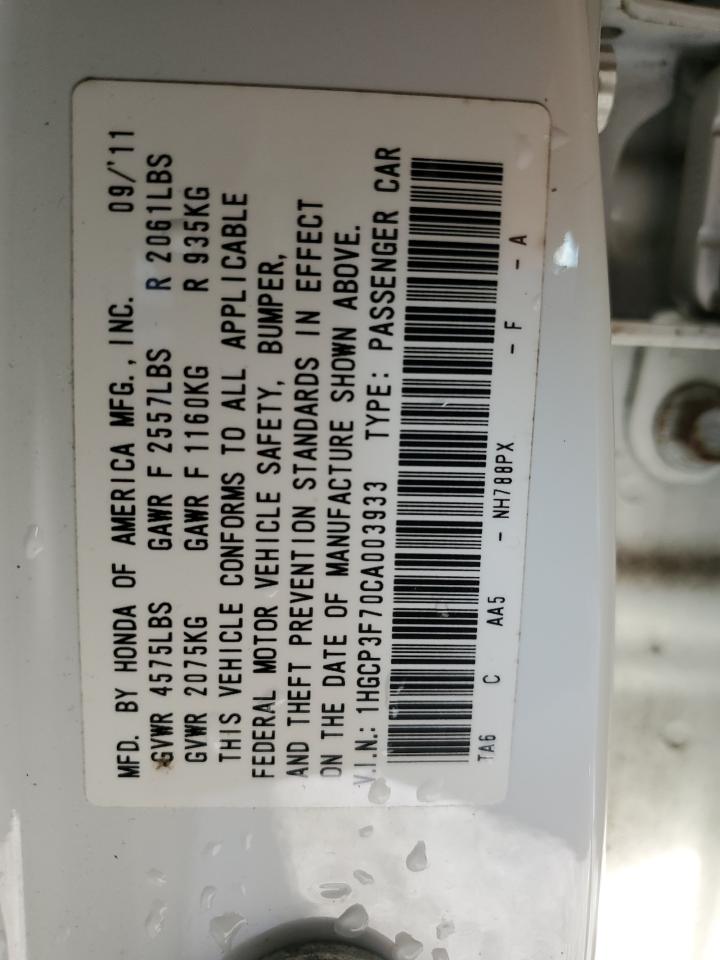 MFD. BY HONDA OF AMERICA MFG., INC. 09/'11
GVWR 4575LBS GAWR F 2557LBS R 2061LBS
GVWR 2075KG GAWR F 1160KG R 935KG
THIS VEHICLE CONFORMS TO ALL APPLICABLE
FEDERAL MOTOR VEHICLE SAFETY, BUMPER,
AND THEFT PREVENTION STANDARDS IN EFFECT
ON THE DATE OF MANUFACTURE SHOWN ABOVE.
V.I.N.: 1HGCP3F70CA003933 TYPE: PASSENGER CAR
TA6 C AA5 - NH788PX - F - A